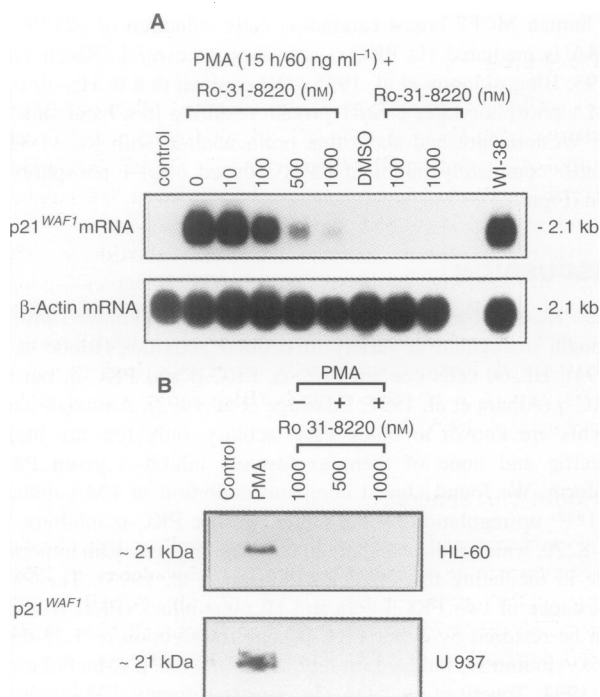 A
PMA (15 h/60 ng ml⁻¹) +
Ro-31-8220 (nM) Ro-31-8220 (nM)
control 0 10 100 500 1000 DMSO 100 1000 WI-38
p21WAF1 mRNA - 2.1 kb
β-Actin mRNA - 2.1 kb
B
PMA
+ + +
Ro 31-8220 (nM)
Control PMA 1000 500 1000
~ 21 kDa HL-60
p21WAF1
~ 21 kDa U 937